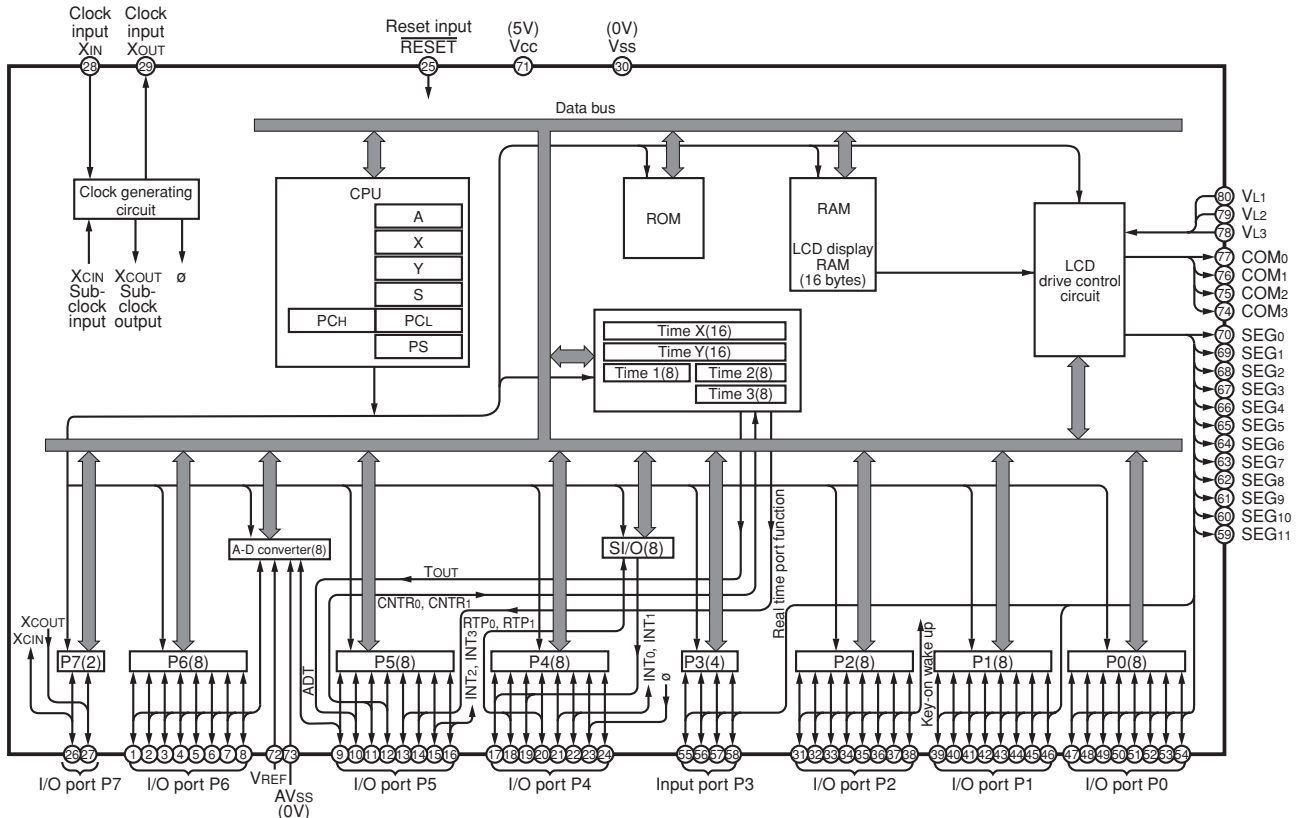 Clock input XIN
Clock input XOUT
Reset input RESET
(5V) VCC
(0V) VSS
28
29
25
71
30
Data bus
Clock generating circuit
XCIN Sub-clock input
XCOUT Sub-clock output
ø
CPU
A
X
Y
S
PCH
PCL
PS
ROM
RAM
LCD display RAM (16 bytes)
LCD drive control circuit
Time X(16)
Time Y(16)
Time 1(8)
Time 2(8)
Time 3(8)
80 VL1
79 VL2
78 VL3
77 COM0
76 COM1
75 COM2
74 COM3
70 SEG0
69 SEG1
68 SEG2
67 SEG3
66 SEG4
65 SEG5
64 SEG6
63 SEG7
62 SEG8
61 SEG9
60 SEG10
59 SEG11
A-D converter(8)
SI/O(8)
TOUT
CNTR0, CNTR1
RTP0, RTP1
Real time port function
XCOUT
XCIN
ADT
INT2, INT3
INT0, INT1
ø
Key-on wake up
P7(2)
P6(8)
P5(8)
P4(8)
P3(4)
P2(8)
P1(8)
P0(8)
26 27
1 2 3 4 5 6 7 8
72 73
9 10 11 12 13 14 15 16
17 18 19 20 21 22 23 24
55 56 57 58
31 32 33 34 35 36 37 38
39 40 41 42 43 44 45 46
47 48 49 50 51 52 53 54
I/O port P7
I/O port P6
VREF
AVSS
(0V)
I/O port P5
I/O port P4
Input port P3
I/O port P2
I/O port P1
I/O port P0